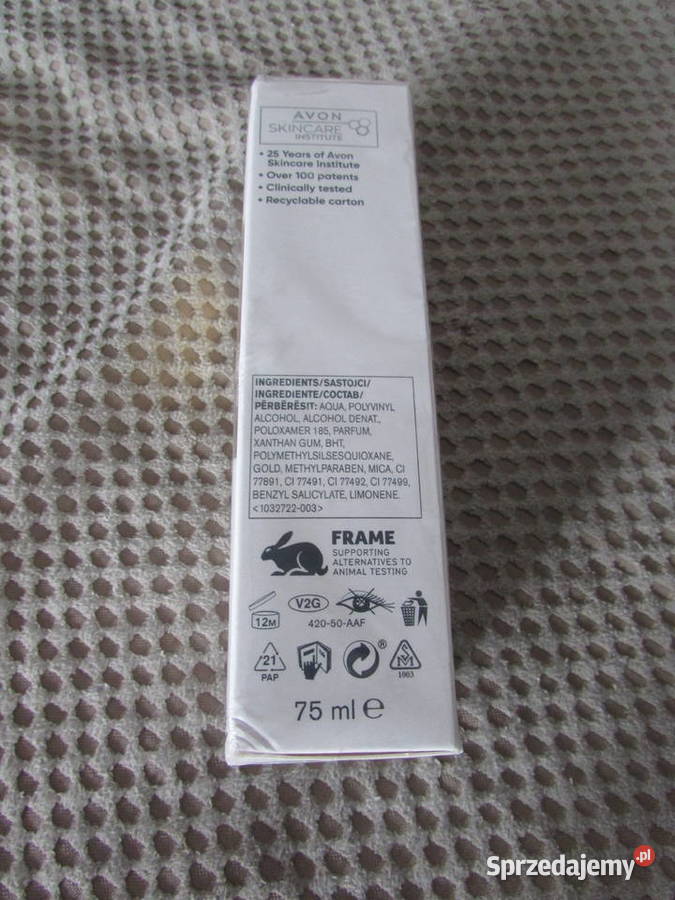 AVON
SKINCARE
INSTITUTE
• 25 Years of Avon
Skincare Institute
• Over 100 patents
• Clinically tested
• Recyclable carton
INGREDIENTS/SASTOJCI/
INGREDIENTE/СОСТАВ/
PËRBËRËSIT: AQUA, POLYVINYL
ALCOHOL, ALCOHOL DENAT.,
POLOXAMER 185, PARFUM,
XANTHAN GUM, BHT,
POLYMETHYLSILSESQUIOXANE,
GOLD, METHYLPARABEN, MICA, CI
77891, CI 77491, CI 77492, CI 77499,
BENZYL SALICYLATE, LIMONENE.
<1032722-003>
FRAME
SUPPORTING
ALTERNATIVES TO
ANIMAL TESTING
12M
V2G
420-50-AAF
21
PAP
®
1003
75 ml e
Sprzedajemy.pl